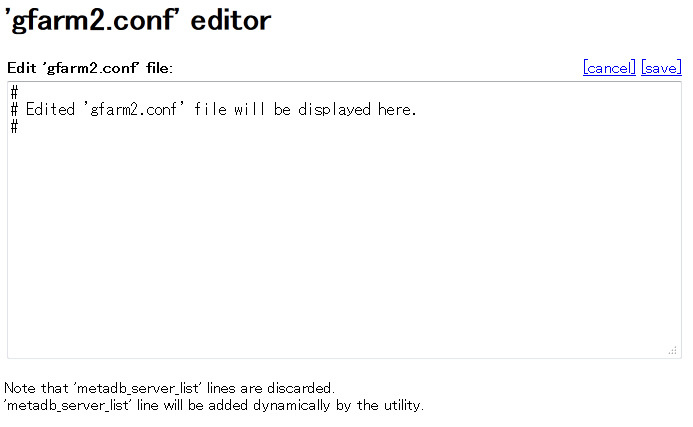 'gfarm2.conf' editor
Edit 'gfarm2.conf' file: [cancel] [save]
#
# Edited 'gfarm2.conf' file will be displayed here.
#
Note that 'metadb_server_list' lines are discarded.
'metadb_server_list' line will be added dynamically by the utility.